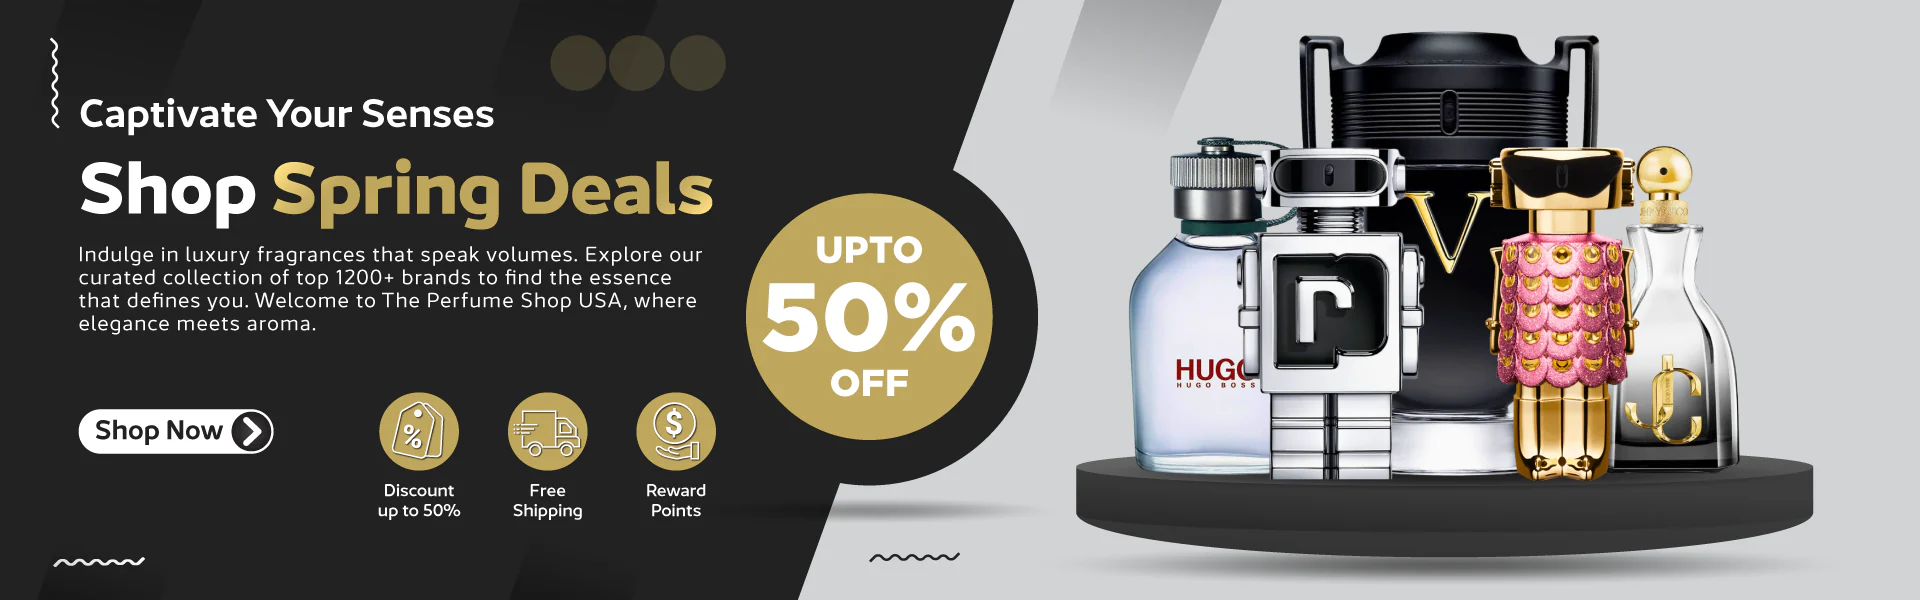 Captivate Your Senses
Shop Spring Deals
Indulge in luxury fragrances that speak volumes. Explore our
curated collection of top 1200+ brands to find the essence
that defines you. Welcome to The Perfume Shop USA, where
elegance meets aroma.
Shop Now
%
Discount
up to 50%
Free
Shipping
$
Reward
Points
UPTO
50%
OFF
HUGO
HUGO BOSS
V
JC